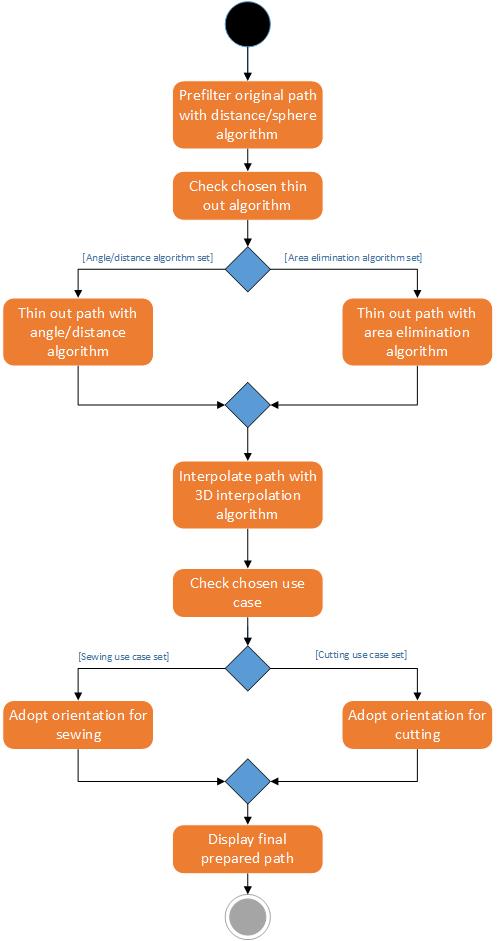 Prefilter original path
with distance/sphere
algorithm
Check chosen thin
out algorithm
[Angle/distance algorithm set]
[Area elimination algorithm set]
Thin out path with
angle/distance
algorithm
Thin out path with
area elimination
algorithm
Interpolate path with
3D interpolation
algorithm
Check chosen use
case
[Sewing use case set]
[Cutting use case set]
Adopt orientation for
sewing
Adopt orientation for
cutting
Display final
prepared path